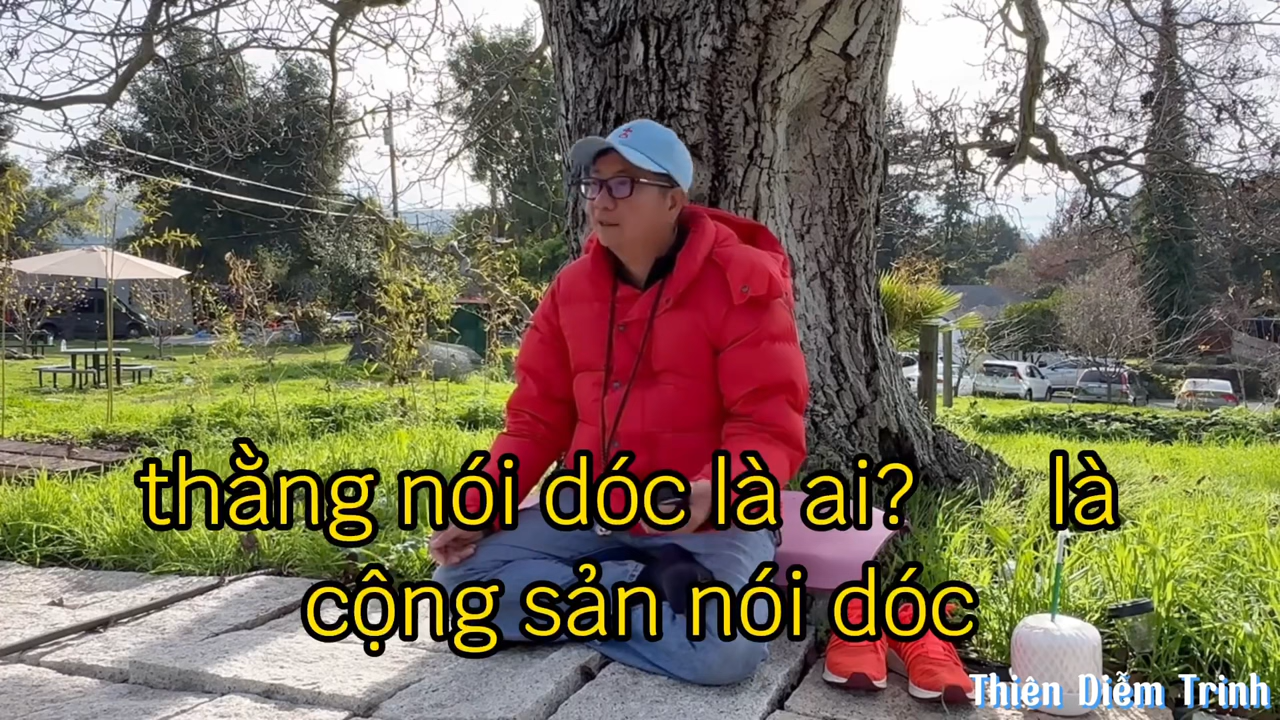 thằng nói dóc là ai? là
cộng sản nói dóc
Thiên Diễm Trinh